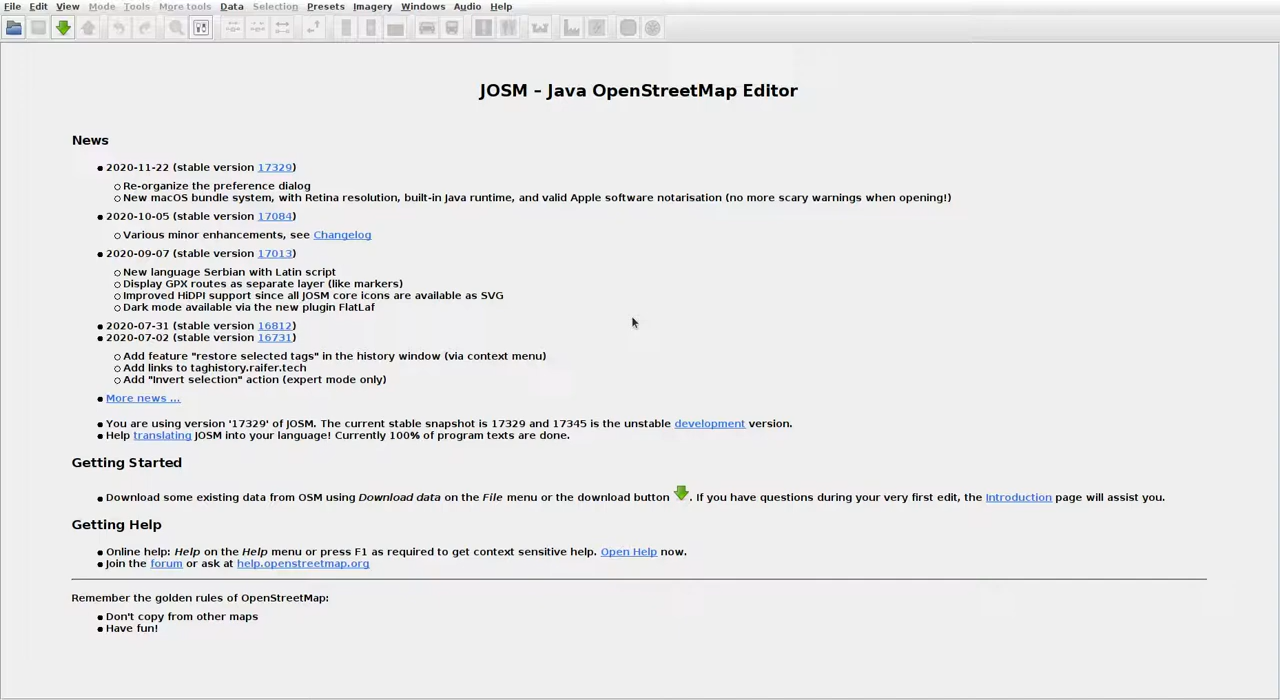 File Edit View Mode Tools More tools Data Selection Presets Imagery Windows Audio Help
JOSM – Java OpenStreetMap Editor
News
2020-11-22 (stable version 17329)
Re-organize the preference dialog
New macOS bundle system, with Retina resolution, built-in Java runtime, and valid Apple software notarisation (no more scary warnings when opening!)
2020-10-05 (stable version 17084)
Various minor enhancements, see Changelog
2020-09-07 (stable version 17013)
New language Serbian with Latin script
Display GPX routes as separate layer (like markers)
Improved HiDPI support since all JOSM core icons are available as SVG
Dark mode available via the new plugin FlatLaf
2020-07-31 (stable version 16812)
2020-07-02 (stable version 16731)
Add feature "restore selected tags" in the history window (via context menu)
Add links to taghistory.raifer.tech
Add "Invert selection" action (expert mode only)
More news ...
You are using version '17329' of JOSM. The current stable snapshot is 17329 and 17345 is the unstable development version.
Help translating JOSM into your language! Currently 100% of program texts are done.
Getting Started
Download some existing data from OSM using Download data on the File menu or the download button . If you have questions during your very first edit, the Introduction page will assist you.
Getting Help
Online help: Help on the Help menu or press F1 as required to get context sensitive help. Open Help now.
Join the forum or ask at help.openstreetmap.org
Remember the golden rules of OpenStreetMap:
Don't copy from other maps
Have fun!